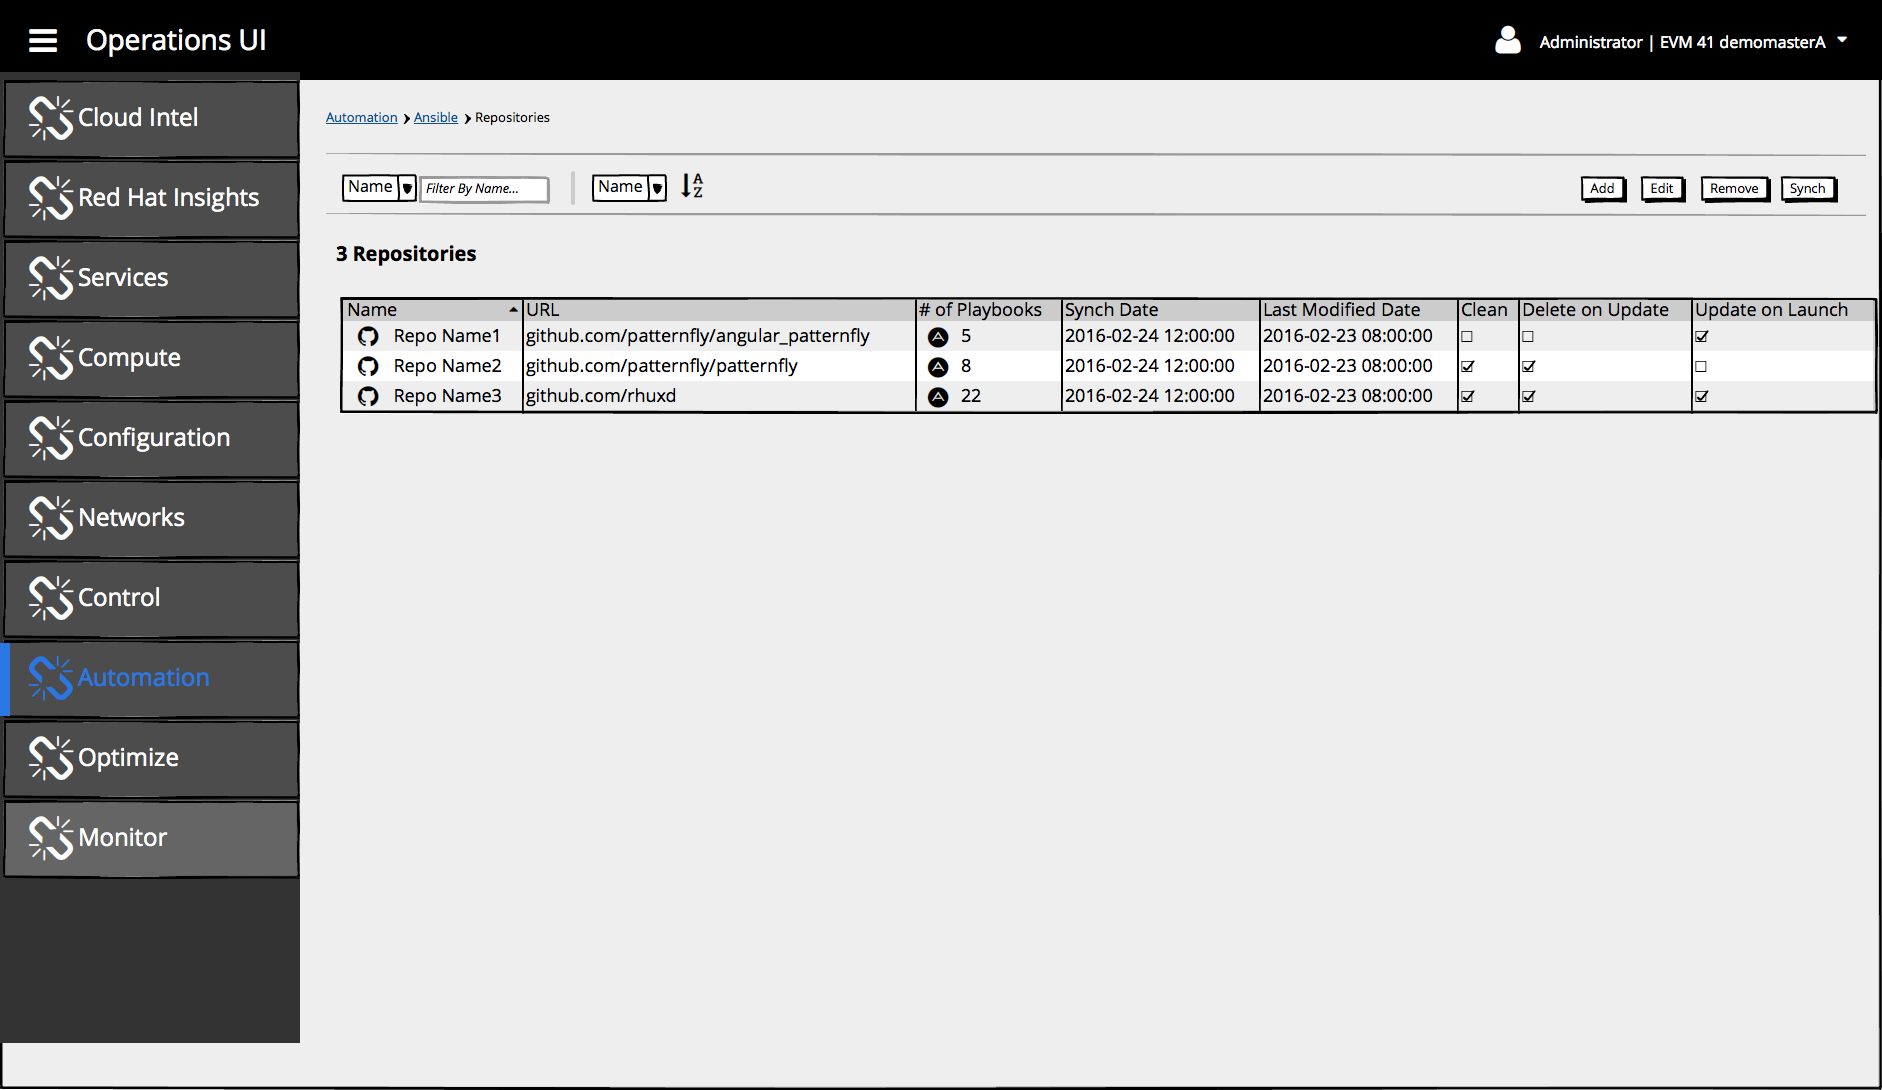 Operations UI
Administrator | EVM 41 demomasterA
Cloud Intel
Red Hat Insights
Services
Compute
Configuration
Networks
Control
Automation
Optimize
Monitor
Automation Ansible Repositories
Name Filter By Name... Name A Z Add Edit Remove Synch
3 Repositories
Name URL # of Playbooks Synch Date Last Modified Date Clean Delete on Update Update on Launch
Repo Name1 github.com/patternfly/angular_patternfly A 5 2016-02-24 12:00:00 2016-02-23 08:00:00
Repo Name2 github.com/patternfly/patternfly A 8 2016-02-24 12:00:00 2016-02-23 08:00:00
Repo Name3 github.com/rhuxd A 22 2016-02-24 12:00:00 2016-02-23 08:00:00